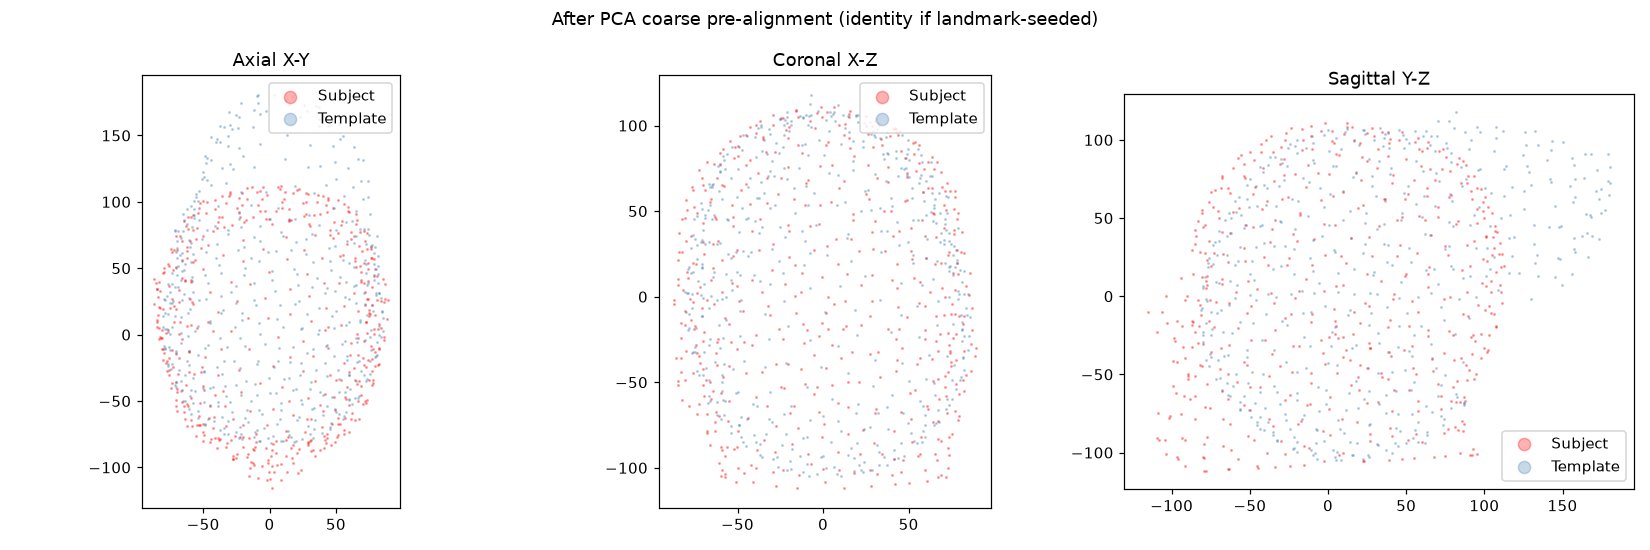 After PCA coarse pre-alignment (identity if landmark-seeded)
Axial X-Y
Subject
Template
150
100
50
0
−50
−100
−50
0
50
Coronal X-Z
Subject
Template
100
50
0
−50
−100
−50
0
50
Sagittal Y-Z
100
50
0
−50
−100
Subject
Template
−100
−50
0
50
100
150